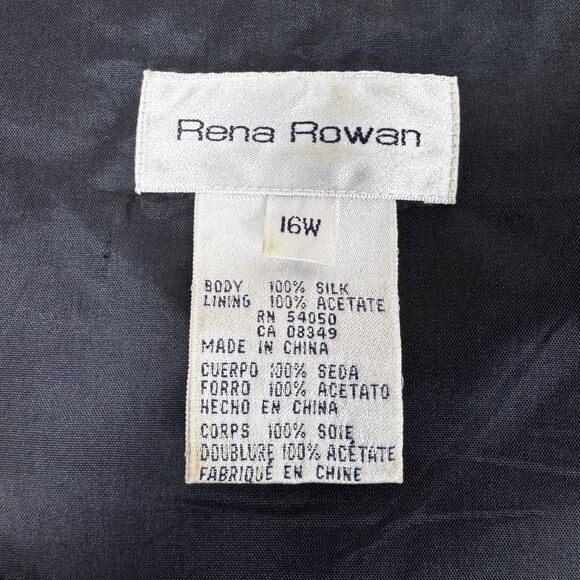 Rena Rowan
16W
BODY 100% SILK
LINING 100% ACETATE
RN 54050
CA 08349
MADE IN CHINA
CUERPO 100% SEDA
FORRO 100% ACETATO
HECHO EN CHINA
CORPS 100% SOIE
DOUBLURE 100% ACÉTATE
FABRIQUÉ EN CHINE